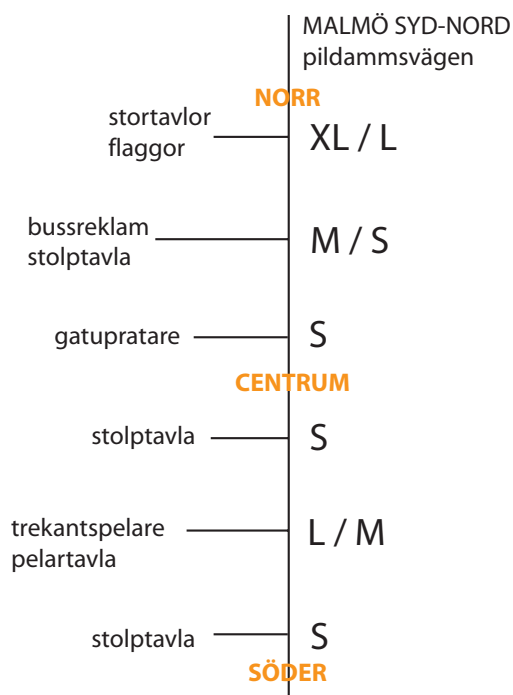 MALMÖ SYD-NORD
pildammsvägen
NORR
stortavlor
flaggor
XL / L
bussreklam
stolptavla
M / S
gatupratare
S
CENTRUM
stolptavla
S
trekantspelare
pelartavla
L / M
stolptavla
S
SÖDER